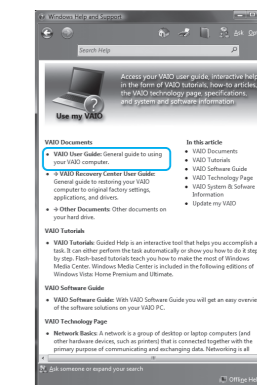 Windows Help and Support
Ask
Search Help
Access your VAIO user guide, interactive help
in the form of VAIO tutorials, how-to articles,
the VAIO technology page, specifications,
and system and software information
Use my VAIO
VAIO Documents
VAIO User Guide: General guide to using
your VAIO computer.
VAIO Recovery Center User Guide:
General guide to restoring your VAIO
computer to original factory settings,
applications, and drivers.
Other Documents: Other documents on
your hard drive.
In this article
VAIO Documents
VAIO Tutorials
VAIO Software Guide
VAIO Technology Page
VAIO System & Sofware
Information
Update my VAIO
VAIO Tutorials
VAIO Tutorials: Guided Help is an interactive tool that helps you accomplish a
task. It can either perform the task automatically or show you how to do it step
by step. Flash-based tutorials teach you how to make the most of Windows
Media Center. Windows Media Center is included in the following editions of
Windows Vista: Home Premium and Ultimate.
VAIO Software Guide
VAIO Software Guide: With VAIO Software Guide you will get an easy overvie
of the software solutions on your VAIO PC.
VAIO Technology Page
Network Basics: A network is a group of desktop or laptop computers (and
other hardware devices, such as printers) that is connected together with the
primary purpose of communicating and exchanging data. Networking is all
Ask someone or expand your search
Offline Hel